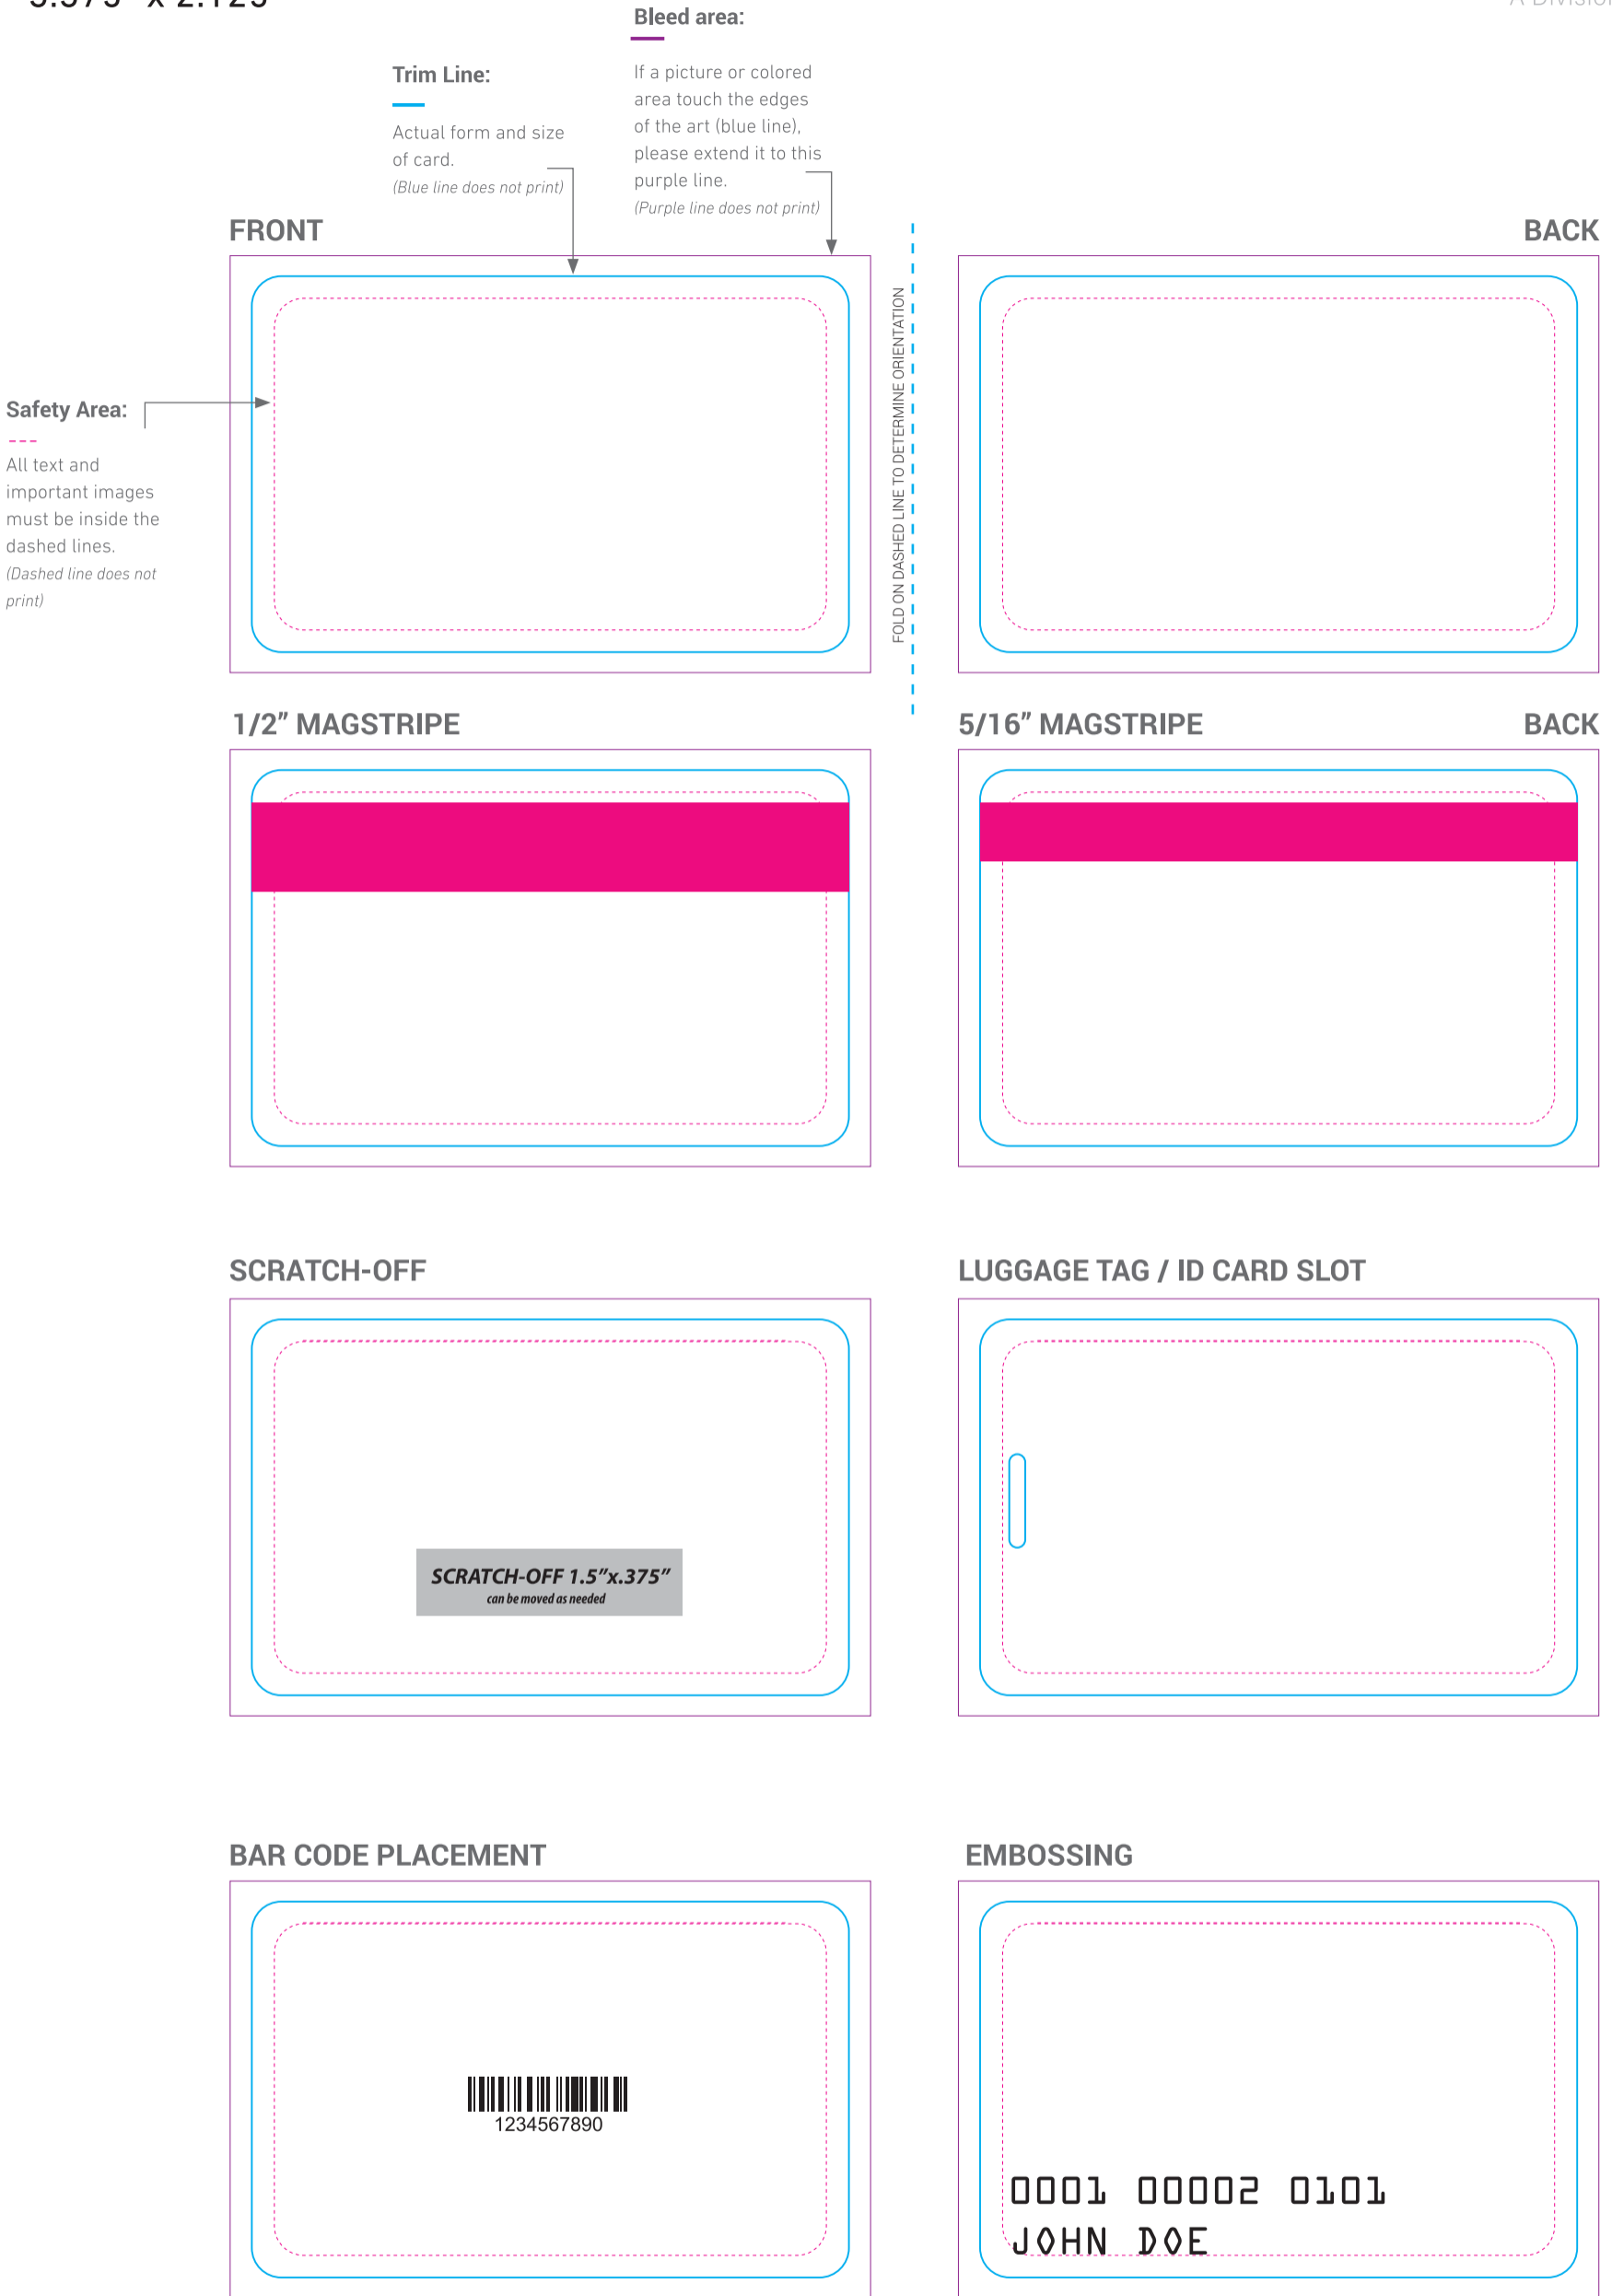 3.375" x 2.125"
A Division
Bleed area:
If a picture or colored
area touch the edges
of the art (blue line),
please extend it to this
purple line.
(Purple line does not print)
Trim Line:
Actual form and size
of card.
(Blue line does not print)
FRONT
BACK
Safety Area:
All text and
important images
must be inside the
dashed lines.
(Dashed line does not
print)
FOLD ON DASHED LINE TO DETERMINE ORIENTATION
1/2” MAGSTRIPE
5/16” MAGSTRIPE
BACK
SCRATCH-OFF
LUGGAGE TAG / ID CARD SLOT
SCRATCH-OFF 1.5”x.375”
can be moved as needed
BAR CODE PLACEMENT
EMBOSSING
1234567890
0001 00002 0101
JOHN DOE